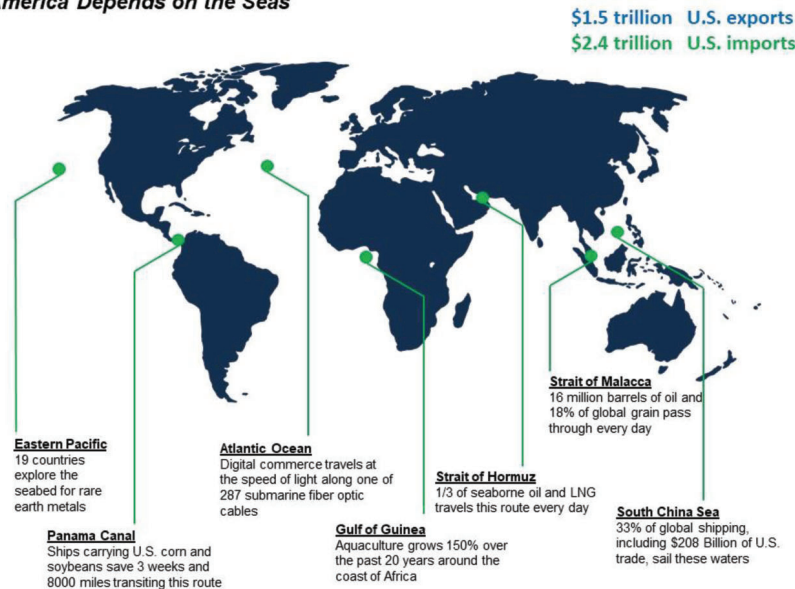 America Depends on the Seas
$1.5 trillion U.S. exports
$2.4 trillion U.S. imports
Eastern Pacific
19 countries
explore the
seabed for rare
earth metals
Panama Canal
Ships carrying U.S. corn and
soybeans save 3 weeks and
8000 miles transiting this route
Atlantic Ocean
Digital commerce travels at
the speed of light along one of
287 submarine fiber optic
cables
Gulf of Guinea
Aquaculture grows 150% over
the past 20 years around the
coast of Africa
Strait of Hormuz
1/3 of seaborne oil and LNG
travels this route every day
Strait of Malacca
16 million barrels of oil and
18% of global grain pass
through every day
South China Sea
33% of global shipping,
including $208 Billion of U.S.
trade, sail these waters